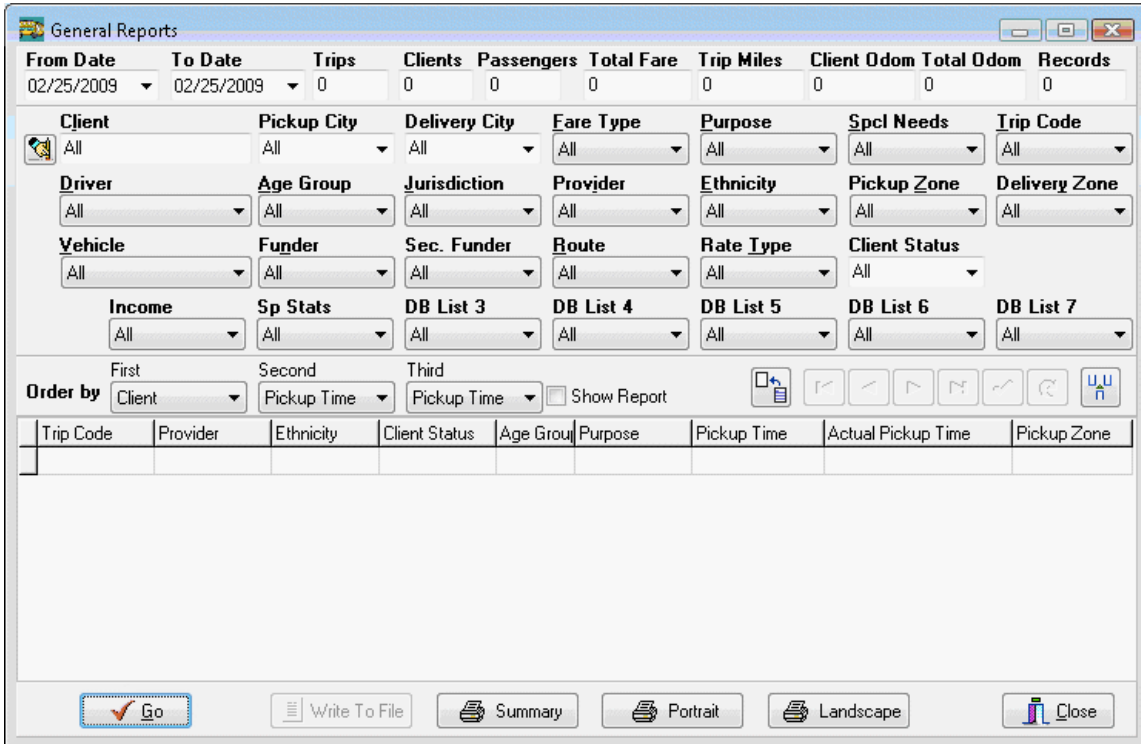 General Reports
From Date To Date Trips Clients Passengers Total Fare Trip Miles Client Odom Total Odom Records
02/25/2009 02/25/2009 0 0 0 0 0 0 0 0
Client Pickup City Delivery City Fare Type Purpose Spcl Needs Trip Code
All All All All All All All
Driver Age Group Jurisdiction Provider Ethnicity Pickup Zone Delivery Zone
All All All All All All All
Vehicle Funder Sec. Funder Route Rate Type Client Status
All All All All All All
Income Sp Stats DB List 3 DB List 4 DB List 5 DB List 6 DB List 7
All All All All All All All
First Second Third
Order by Client Pickup Time Pickup Time Show Report
Trip Code Provider Ethnicity Client Status Age Group Purpose Pickup Time Actual Pickup Time Pickup Zone
Go Write To File Summary Portrait Landscape Close